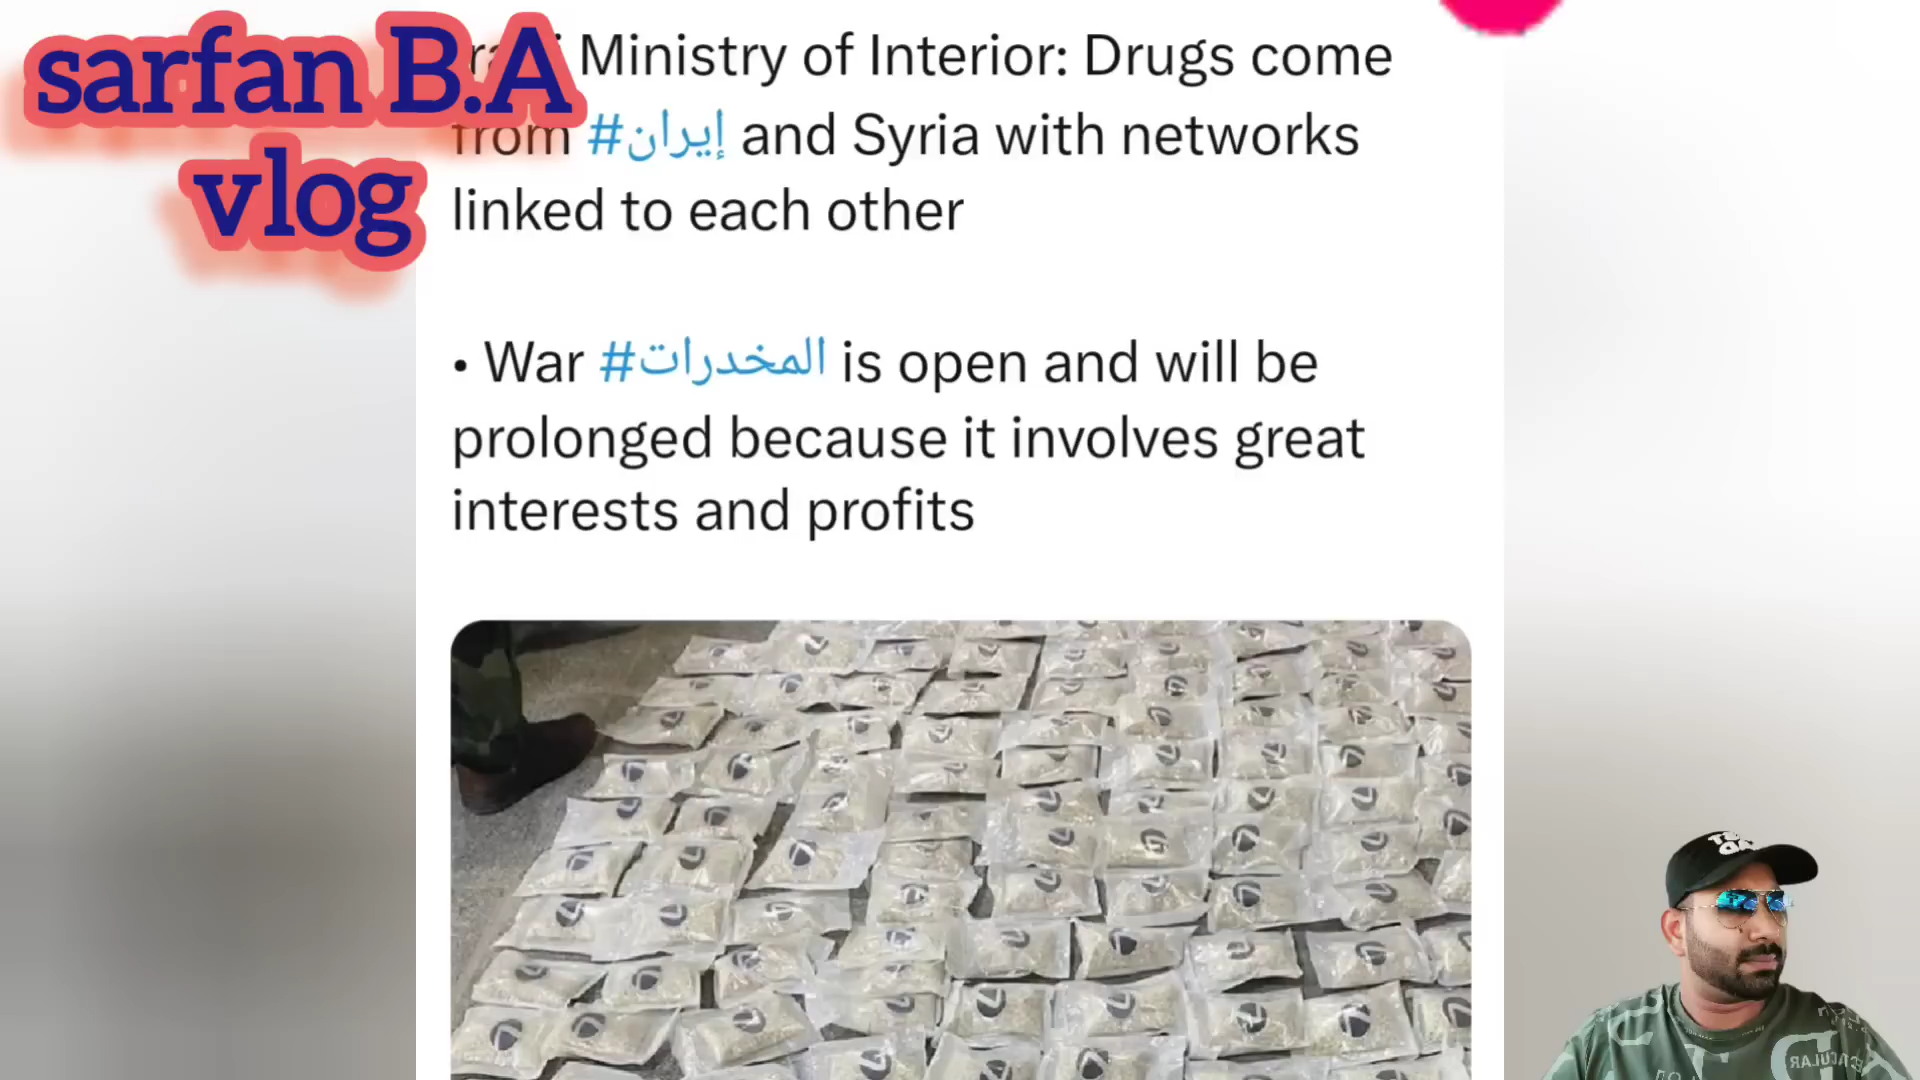 sarfan B.A
vlog
Ministry of Interior: Drugs come
from #إيران and Syria with networks
linked to each other
• War #المخدرات is open and will be
prolonged because it involves great
interests and profits